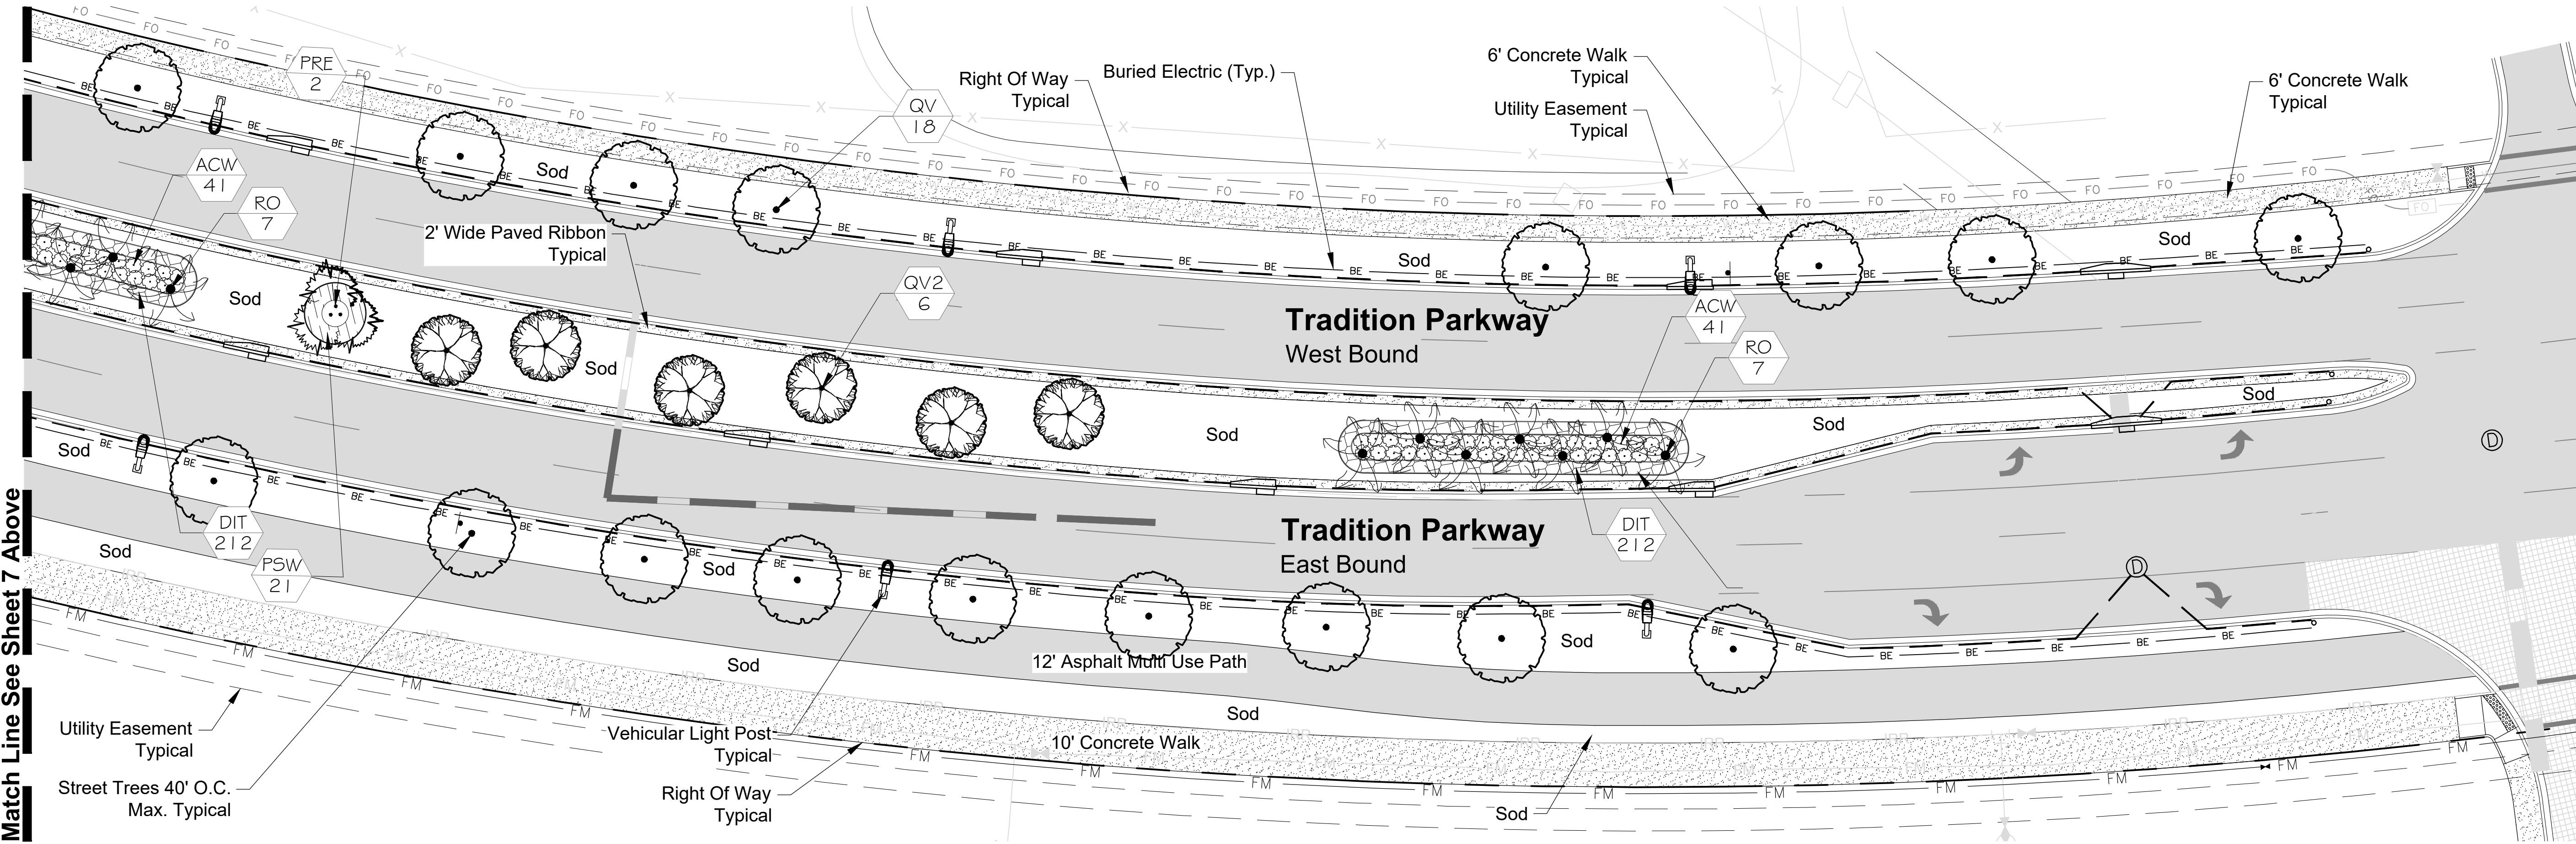 PRE
2
QV
18
Right Of Way
Typical
Buried Electric (Typ.)
6' Concrete Walk
Typical
Utility Easement
Typical
6' Concrete Walk
Typical
ACW
41
RO
7
Sod
2' Wide Paved Ribbon
Typical
Sod
Sod
QV2
6
Sod
Sod
Tradition Parkway
West Bound
ACW
41
RO
7
Sod
Sod
Sod
Sod
Sod
DIT
212
PSW
21
Sod
Sod
Tradition Parkway
East Bound
DIT
212
D
D
Sod
Sod
12' Asphalt Multi Use Path
Sod
Utility Easement
Typical
Street Trees 40' O.C.
Max. Typical
Vehicular Light Post
Typical
Right Of Way
Typical
10' Concrete Walk
Sod
Match Line See Sheet 7 Above
FO
BE
FM